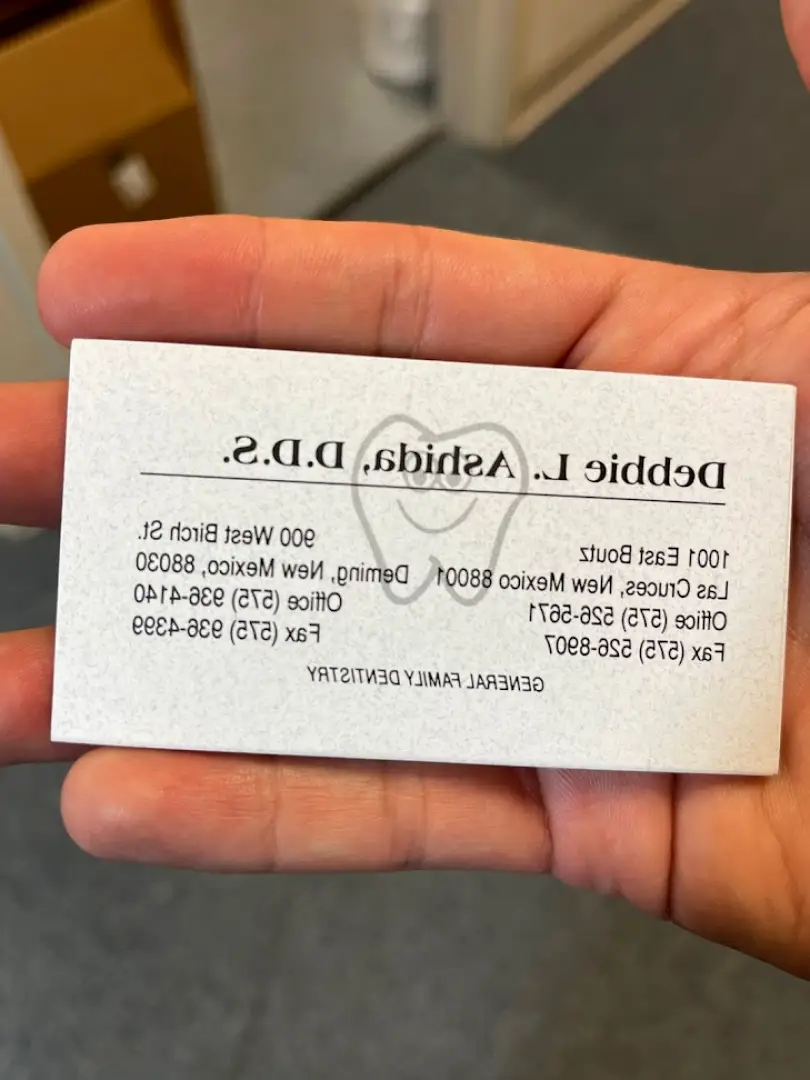 Debbie L. Ashida, D.D.S.
1001 East Boutz
Las Cruces, New Mexico 88001
Office (575) 526-5671
Fax (575) 526-8907
900 West Birch St.
Deming, New Mexico, 88030
Office (575) 936-4140
Fax (575) 936-4399
GENERAL FAMILY DENTISTRY